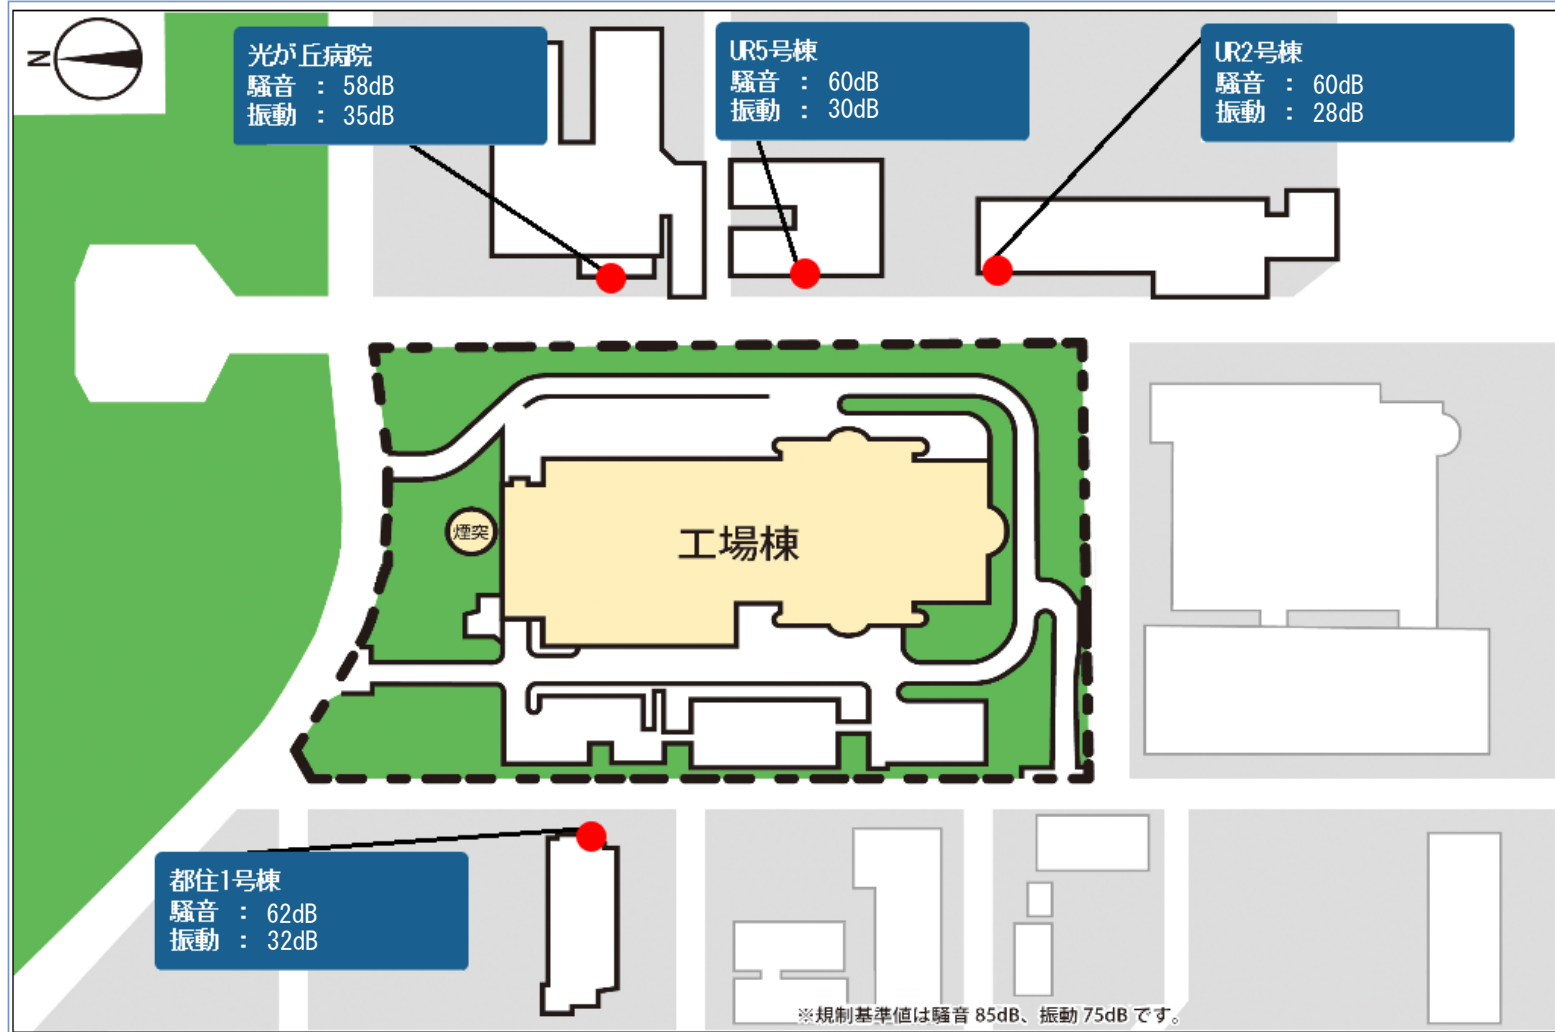 N
光が丘病院
騒音 : 58dB
振動 : 35dB
UR5号棟
騒音 : 60dB
振動 : 30dB
UR2号棟
騒音 : 60dB
振動 : 28dB
煙突
工場棟
都住1号棟
騒音 : 62dB
振動 : 32dB
※規制基準値は騒音 85dB、振動 75dB です。